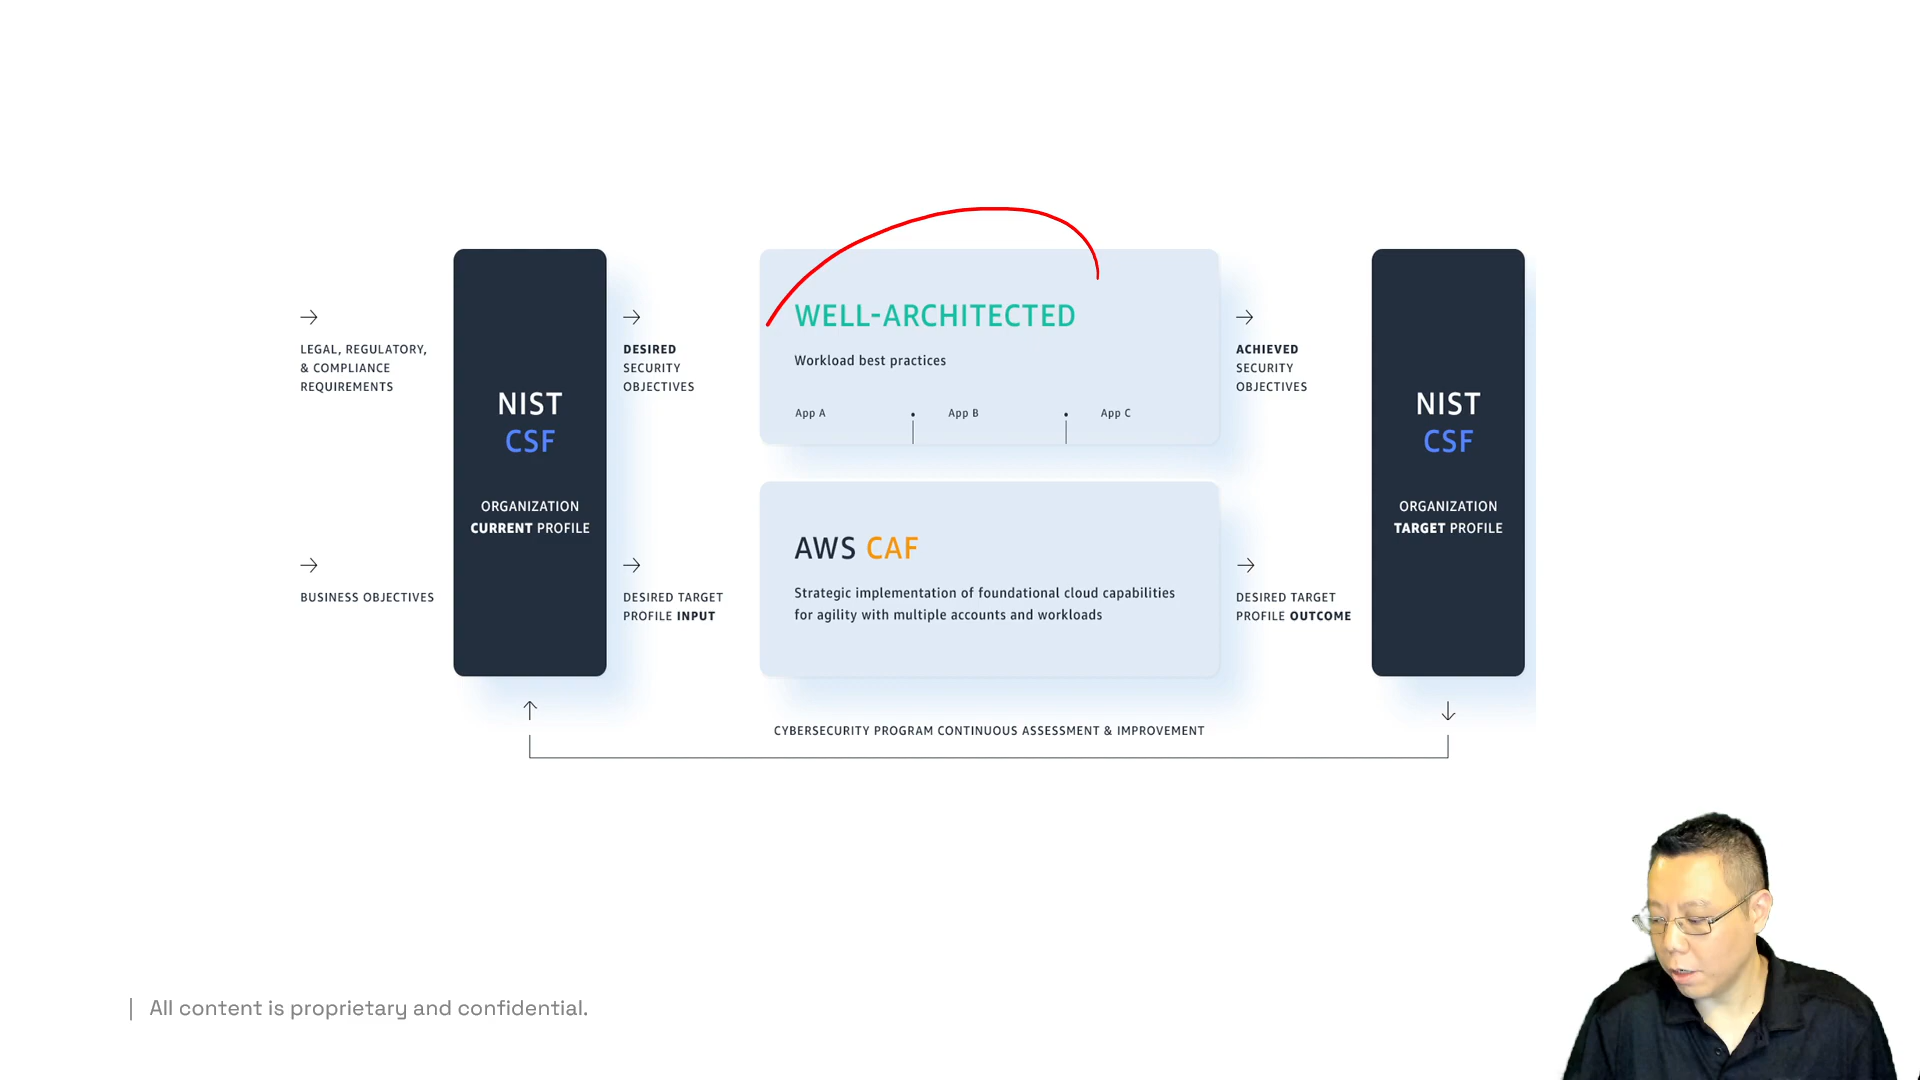 LEGAL, REGULATORY,
& COMPLIANCE
REQUIREMENTS
BUSINESS OBJECTIVES
NIST
CSF
ORGANIZATION
CURRENT PROFILE
DESIRED
SECURITY
OBJECTIVES
DESIRED TARGET
PROFILE INPUT
WELL-ARCHITECTED
Workload best practices
App A
App B
App C
AWS CAF
Strategic implementation of foundational cloud capabilities
for agility with multiple accounts and workloads
ACHIEVED
SECURITY
OBJECTIVES
DESIRED TARGET
PROFILE OUTCOME
NIST
CSF
ORGANIZATION
TARGET PROFILE
CYBERSECURITY PROGRAM CONTINUOUS ASSESSMENT & IMPROVEMENT
| All content is proprietary and confidential.